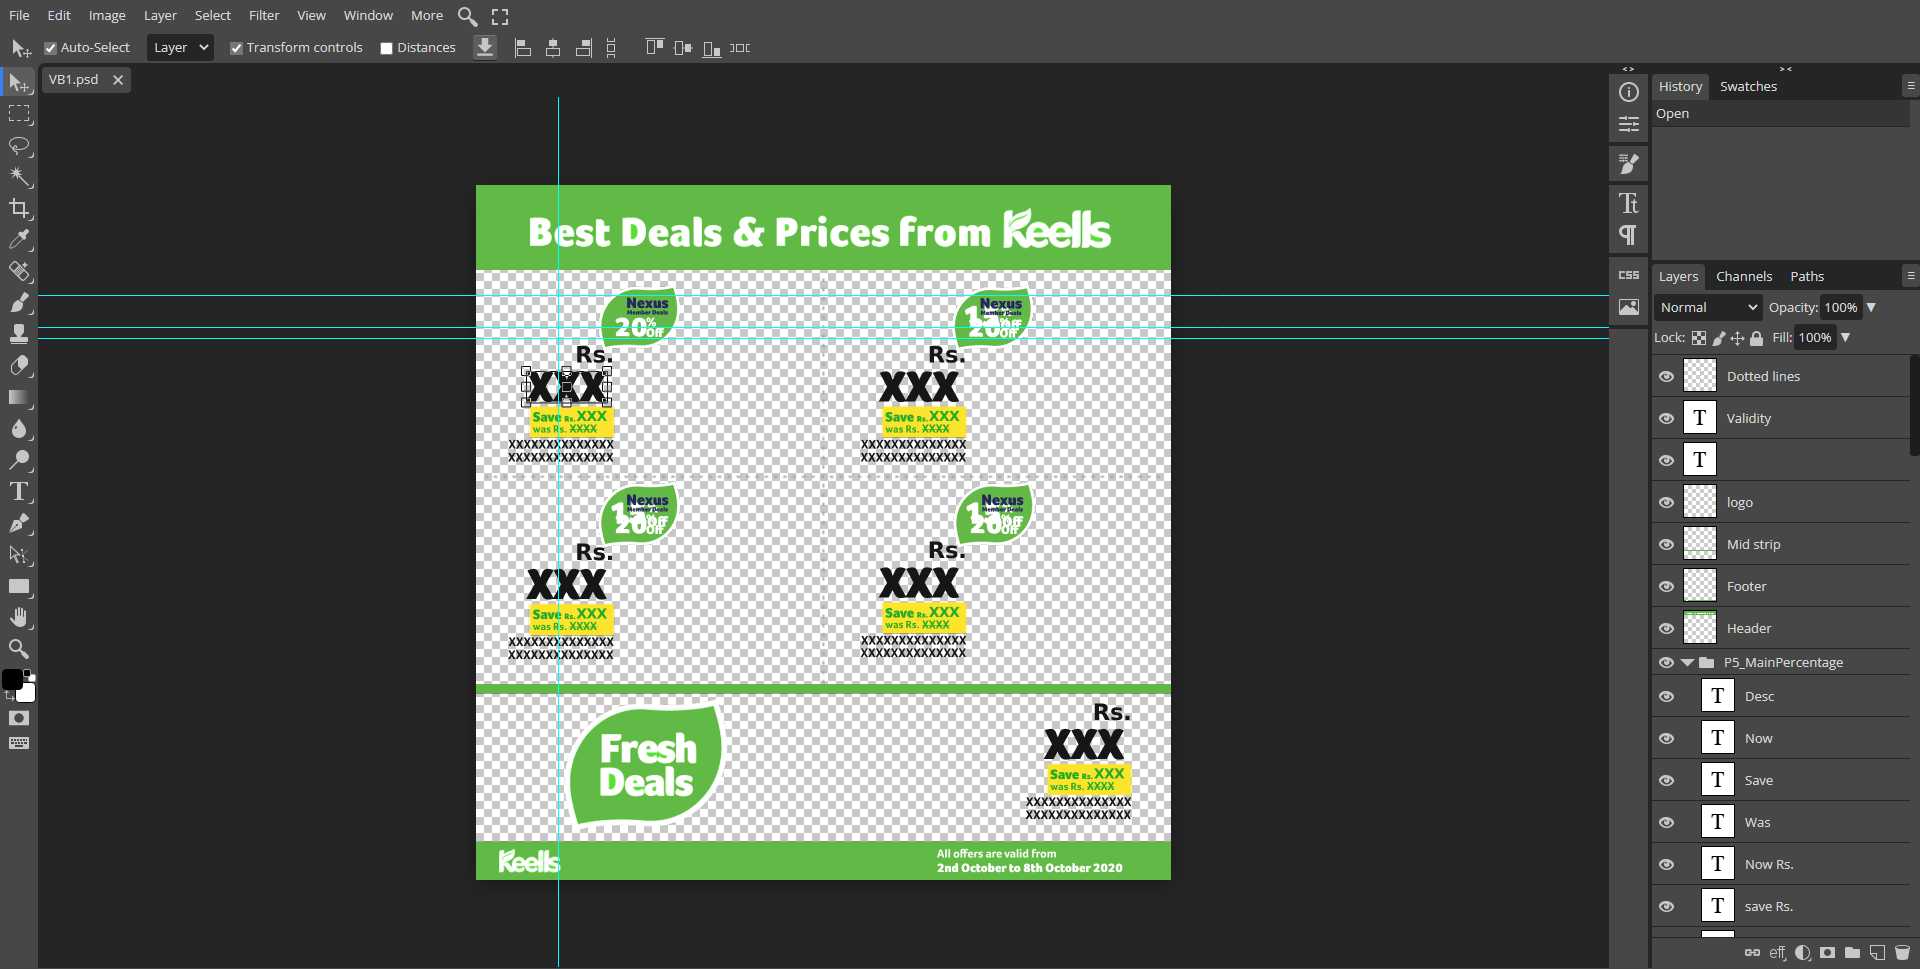 File Edit Image Layer Select Filter View Window More
Auto-Select Layer Transform controls Distances
VB1.psd
Best Deals & Prices from Keells
Nexus
Member Deals
20% Off
Rs.
XXX
Save Rs. XXX
was Rs. XXXX
XXXXXXXXXXXXXX
XXXXXXXXXXXXXX
Nexus
Member Deals
20% Off
Rs.
XXX
Save Rs. XXX
was Rs. XXXX
XXXXXXXXXXXXXX
XXXXXXXXXXXXXX
Nexus
Member Deals
20% Off
Rs.
XXX
Save Rs. XXX
was Rs. XXXX
XXXXXXXXXXXXXX
XXXXXXXXXXXXXX
Nexus
Member Deals
20% Off
Rs.
XXX
Save Rs. XXX
was Rs. XXXX
XXXXXXXXXXXXXX
XXXXXXXXXXXXXX
Fresh
Deals
Rs.
XXX
Save Rs. XXX
was Rs. XXXX
XXXXXXXXXXXXXX
XXXXXXXXXXXXXX
Keells
All offers are valid from
2nd October to 8th October 2020
History Swatches
Open
CSS
Layers Channels Paths
Normal Opacity: 100%
Lock: Fill: 100%
Dotted lines
Validity
logo
Mid strip
Footer
Header
P5_MainPercentage
Desc
Now
Save
Was
Now Rs.
save Rs.
eff